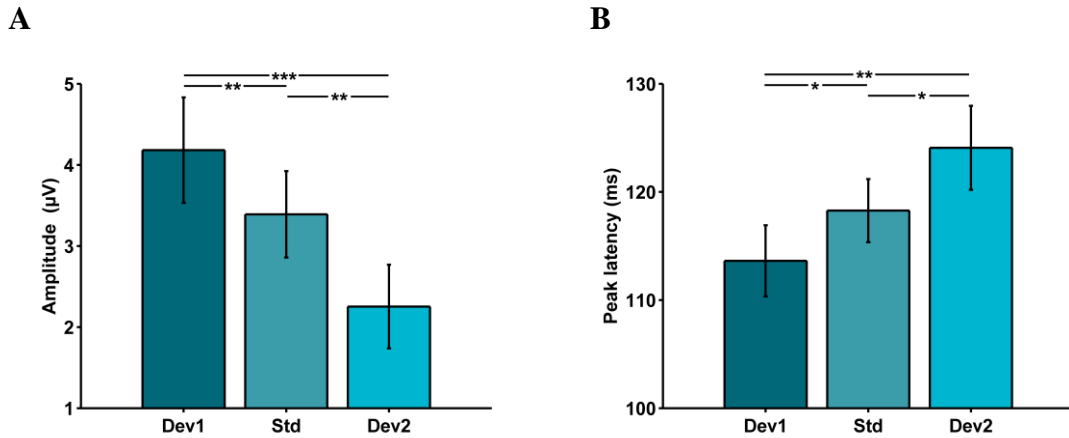 A
5
4
3
2
1
Amplitude (µV)
***
**
**
Dev1 Std Dev2
B
130
120
110
100
Peak latency (ms)
**
*
*
Dev1 Std Dev2